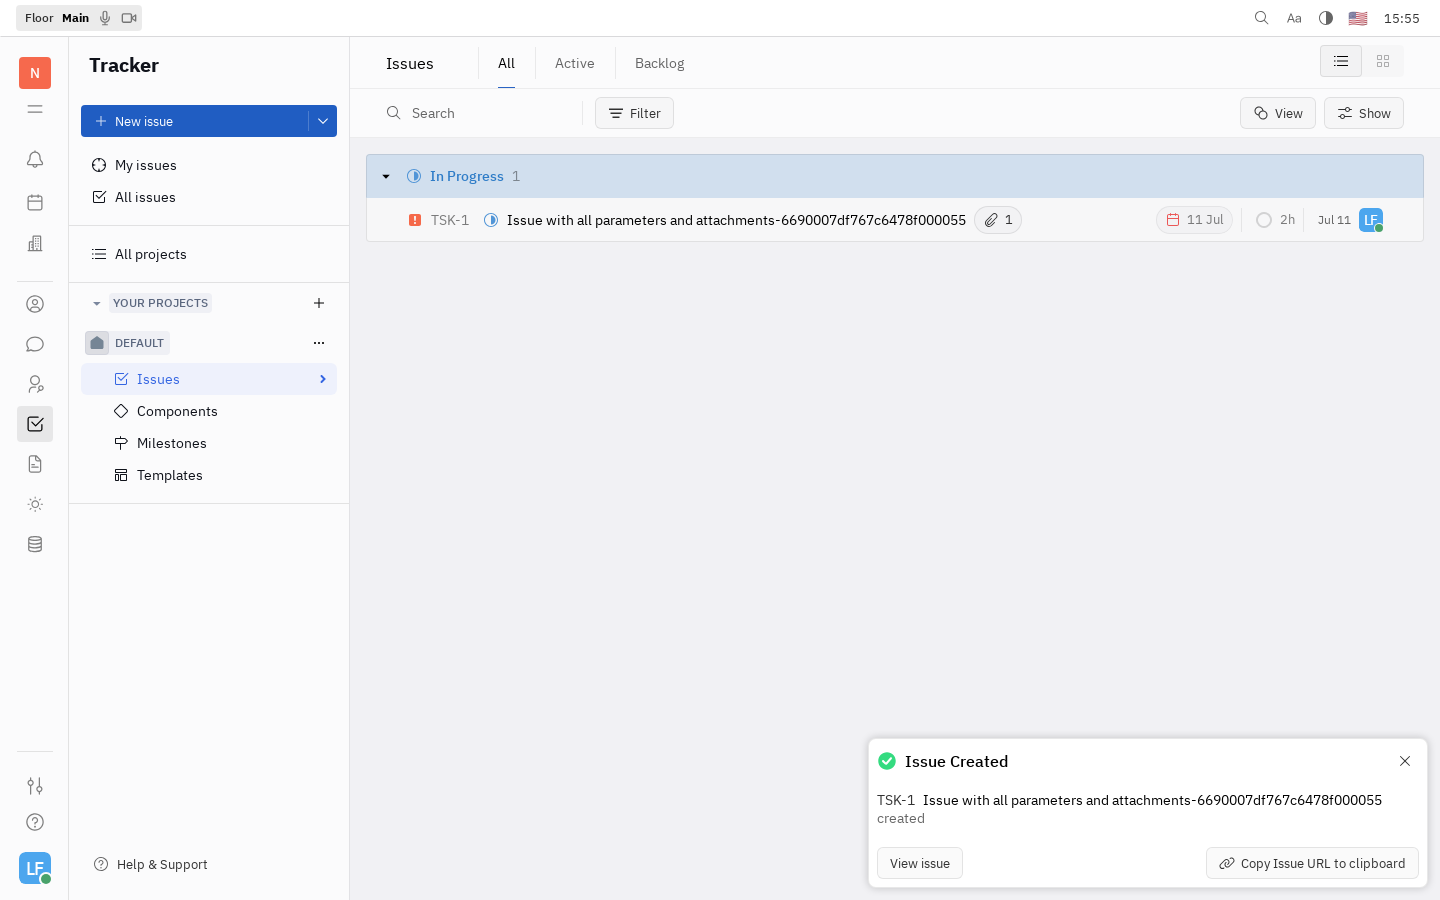 Floor Main
Aa
15:55
N
Tracker
New issue
My issues
All issues
All projects
YOUR PROJECTS
DEFAULT
Issues
Components
Milestones
Templates
Help & Support
LF
Issues
All
Active
Backlog
Search
Filter
View
Show
In Progress 1
TSK-1 Issue with all parameters and attachments-6690007df767c6478f000055 1 11 Jul 2h Jul 11 LF
Issue Created
TSK-1 Issue with all parameters and attachments-6690007df767c6478f000055
created
View issue
Copy Issue URL to clipboard